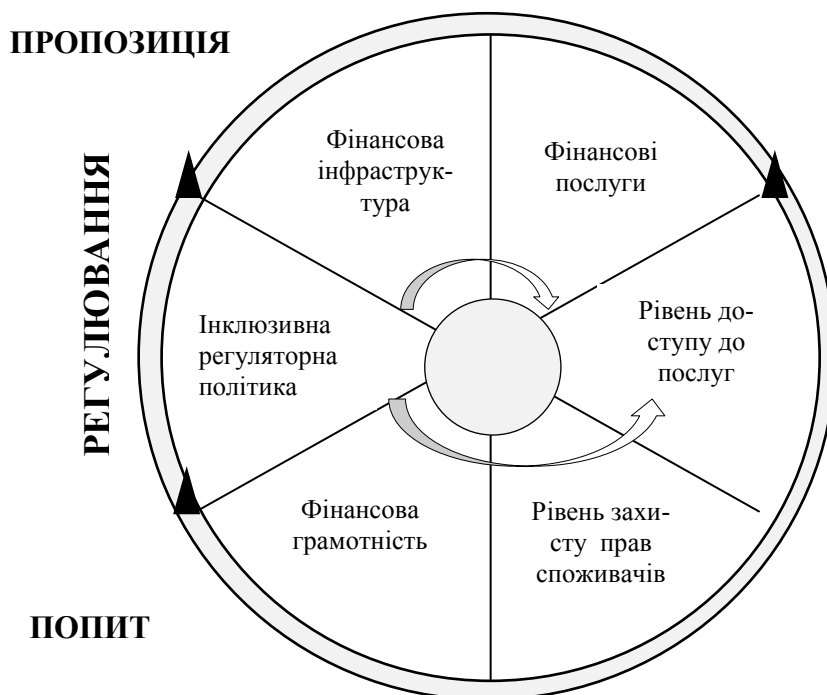 ПРОПОЗИЦІЯ
Фінансова
інфраструк-
тура
Фінансові
послуги
РЕГУЛЮВАННЯ
Інклюзивна
регуляторна
політика
Рівень до-
ступу до
послуг
Фінансова
грамотність
Рівень захи-
сту прав
споживачів
ПОПИТ